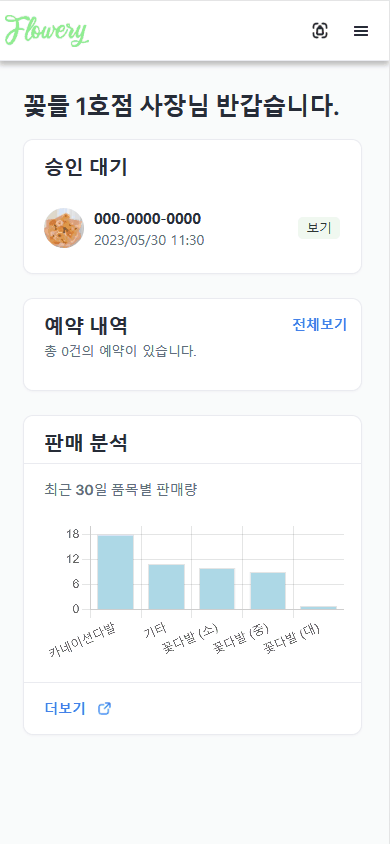 Flowery
꽃들 1호점 사장님 반갑습니다.
승인 대기
000-0000-0000
2023/05/30 11:30
보기
예약 내역
전체보기
총 0건의 예약이 있습니다.
판매 분석
최근 30일 품목별 판매량
18
12
6
0
카네이션다발
기타
꽃다발 (소)
꽃다발 (중)
꽃다발 (대)
더보기